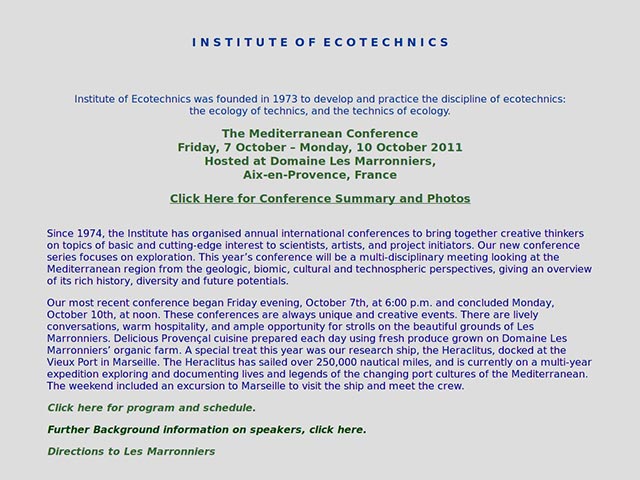 INSTITUTE OF ECOTECHNICS
Institute of Ecotechnics was founded in 1973 to develop and practice the discipline of ecotechnics:
the ecology of technics, and the technics of ecology.
The Mediterranean Conference
Friday, 7 October – Monday, 10 October 2011
Hosted at Domaine Les Marronniers,
Aix-en-Provence, France
Click Here for Conference Summary and Photos
Since 1974, the Institute has organised annual international conferences to bring together creative thinkers
on topics of basic and cutting-edge interest to scientists, artists, and project initiators. Our new conference
series focuses on exploration. This year’s conference will be a multi-disciplinary meeting looking at the
Mediterranean region from the geologic, biomic, cultural and technospheric perspectives, giving an overview
of its rich history, diversity and future potentials.
Our most recent conference began Friday evening, October 7th, at 6:00 p.m. and concluded Monday,
October 10th, at noon. These conferences are always unique and creative events. There are lively
conversations, warm hospitality, and ample opportunity for strolls on the beautiful grounds of Les
Marronniers. Delicious Provençal cuisine prepared each day using fresh produce grown on Domaine Les
Marronniers’ organic farm. A special treat this year was our research ship, the Heraclitus, docked at the
Vieux Port in Marseille. The Heraclitus has sailed over 250,000 nautical miles, and is currently on a multi-year
expedition exploring and documenting lives and legends of the changing port cultures of the Mediterranean.
The weekend included an excursion to Marseille to visit the ship and meet the crew.
Click here for program and schedule.
Further Background information on speakers, click here.
Directions to Les Marronniers